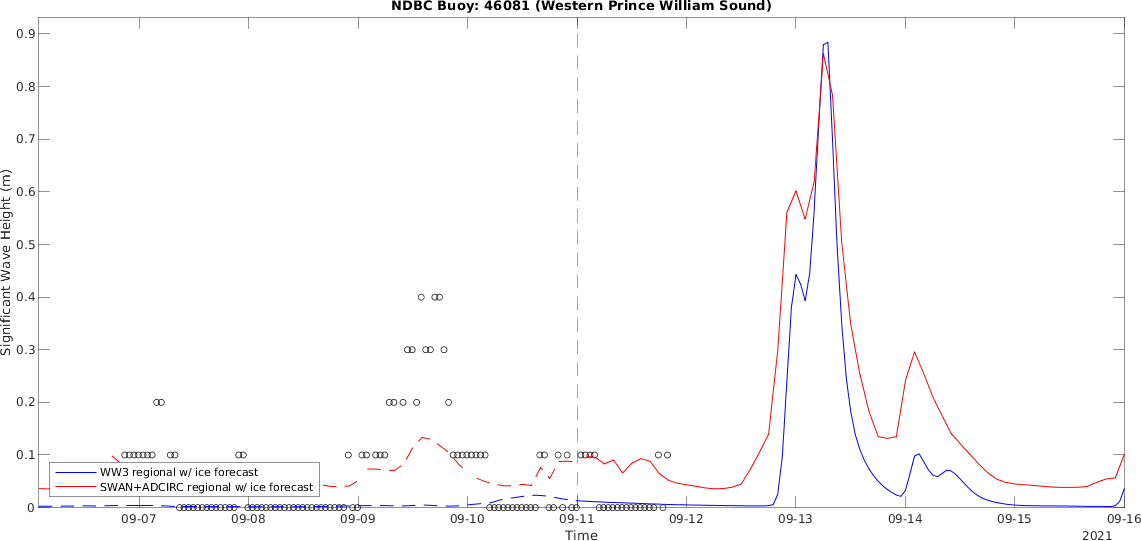 NDBC Buoy: 46081 (Western Prince William Sound)
0.9
0.8
0.7
0.6
0.5
0.4
0.3
0.2
0.1
0
Significant Wave Height (m)
WW3 regional w/ ice forecast
SWAN+ADCIRC regional w/ ice forecast
09-07 09-08 09-09 09-10 09-11 09-12 09-13 09-14 09-15 09-16
Time
2021